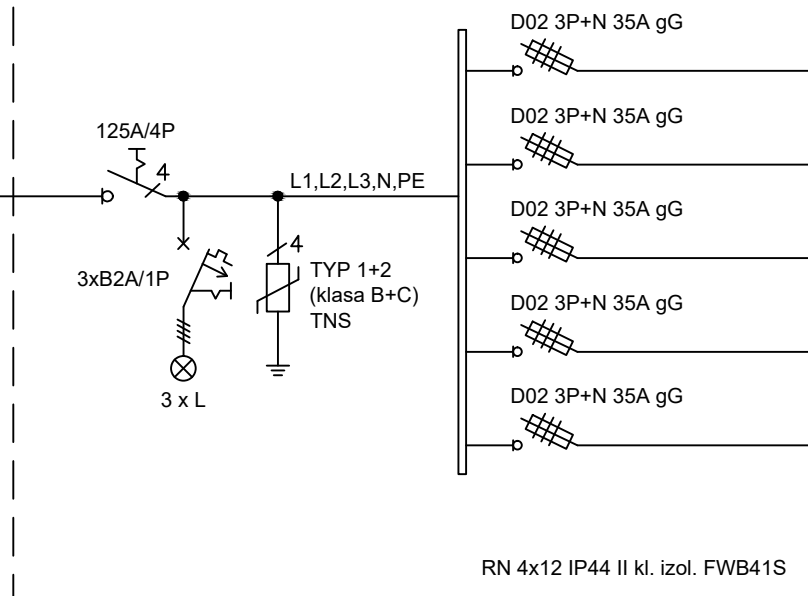 D02 3P+N 35A gG
125A/4P
4
L1,L2,L3,N,PE
D02 3P+N 35A gG
3xB2A/1P
4
TYP 1+2
(klasa B+C)
TNS
D02 3P+N 35A gG
3 x L
D02 3P+N 35A gG
D02 3P+N 35A gG
RN 4x12 IP44 II kl. izol. FWB41S